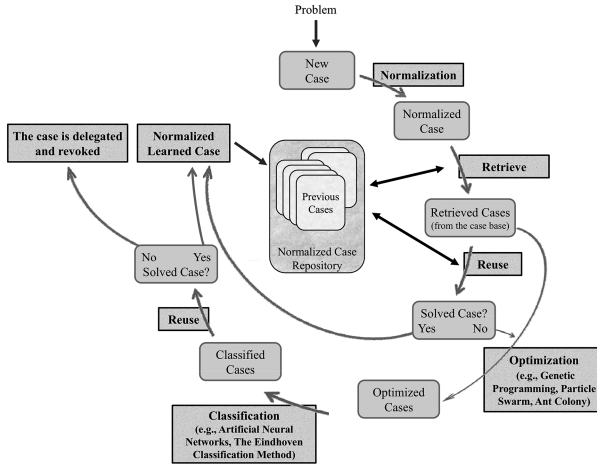 Problem
New
Case
Normalization
Normalized
Case
The case is delegated
and revoked
Normalized
Learned Case
Previous
Cases
Normalized Case
Repository
Retrieve
Retrieved Cases
(from the case base)
Reuse
No Yes
Solved Case?
Reuse
Solved Case?
Yes No
Classified
Cases
Optimized
Cases
Optimization
(e.g., Genetic
Programming, Particle
Swarm, Ant Colony)
Classification
(e.g., Artificial Neural
Networks, The Eindhoven
Classification Method)